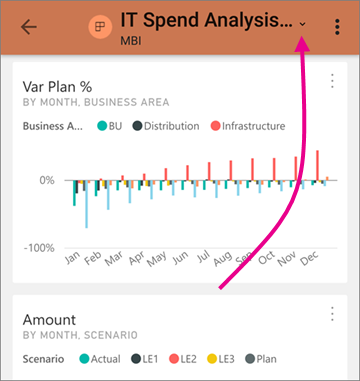 IT Spend Analysis...
MBI
Var Plan %
BY MONTH, BUSINESS AREA
Business A... BU Distribution Infrastructure
0%
-100%
Jan Feb Mar Apr May Jun Jul Aug Sep Oct Nov Dec
Amount
BY MONTH, SCENARIO
Scenario Actual LE1 LE2 LE3 Plan